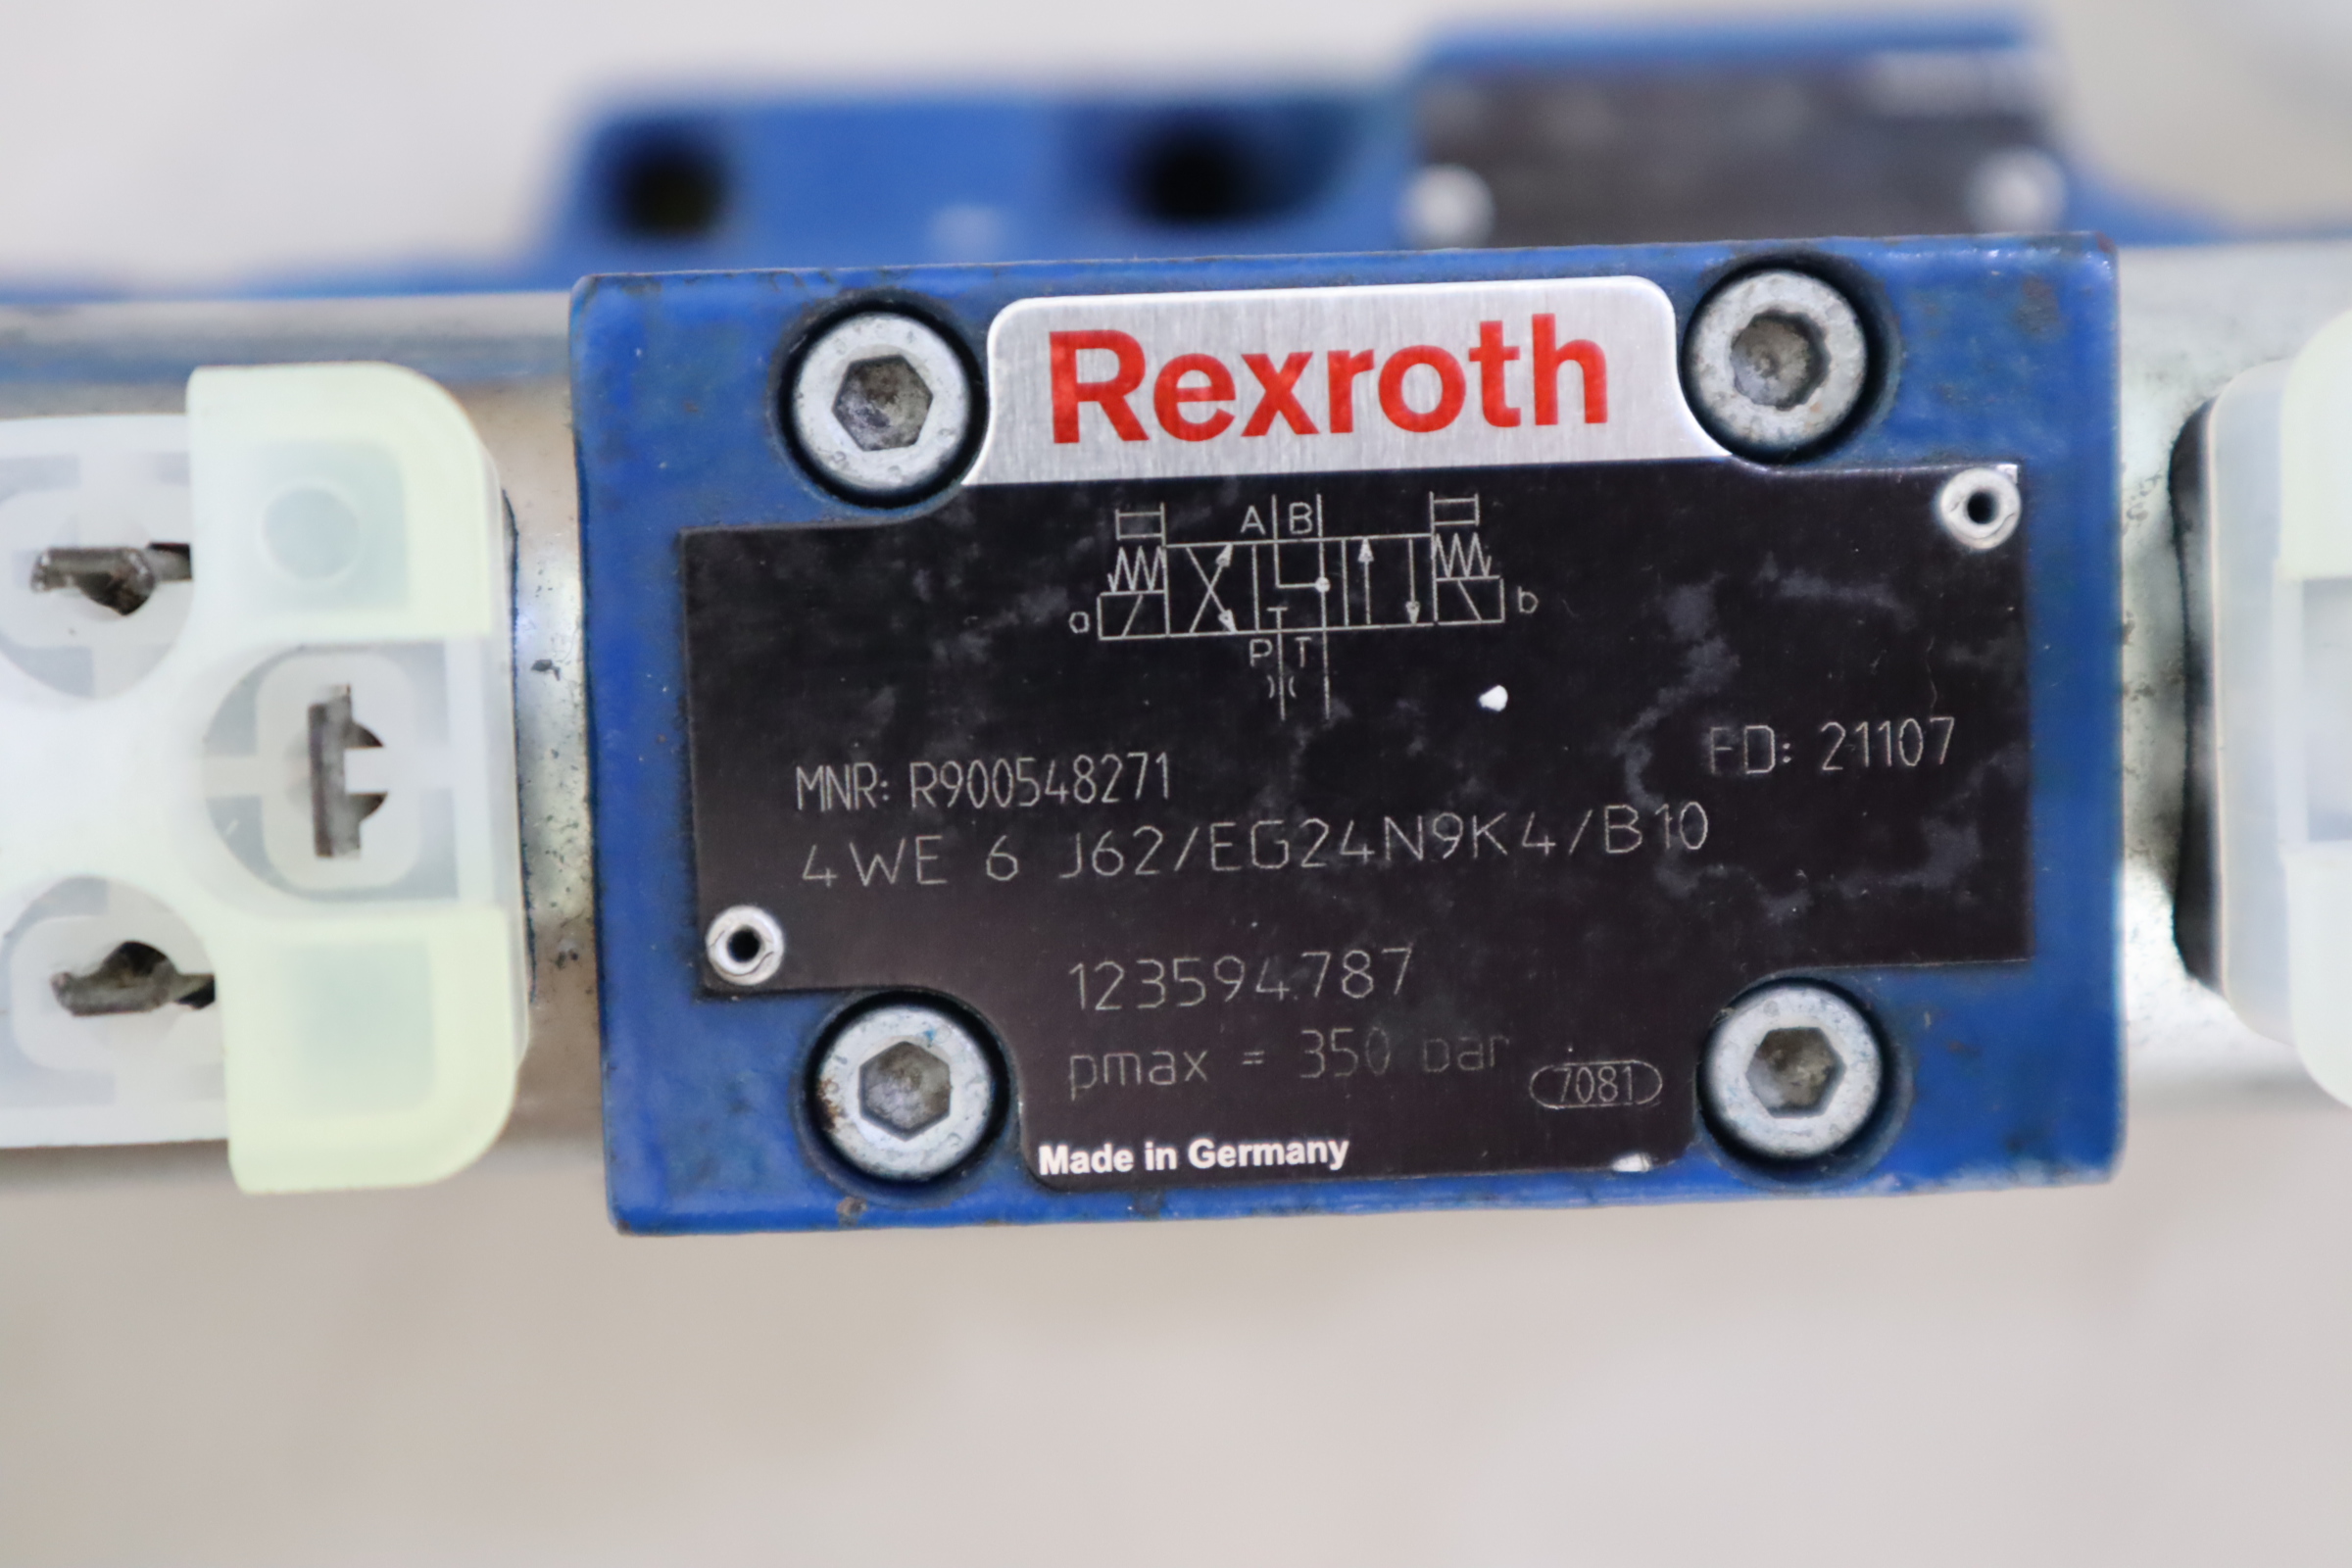 Rexroth
A B
a b
T
P T
MNR: R900548271 FD: 21107
4WE 6 J62/EG24N9K4/B10
123594787
pmax = 350 bar
7081
Made in Germany